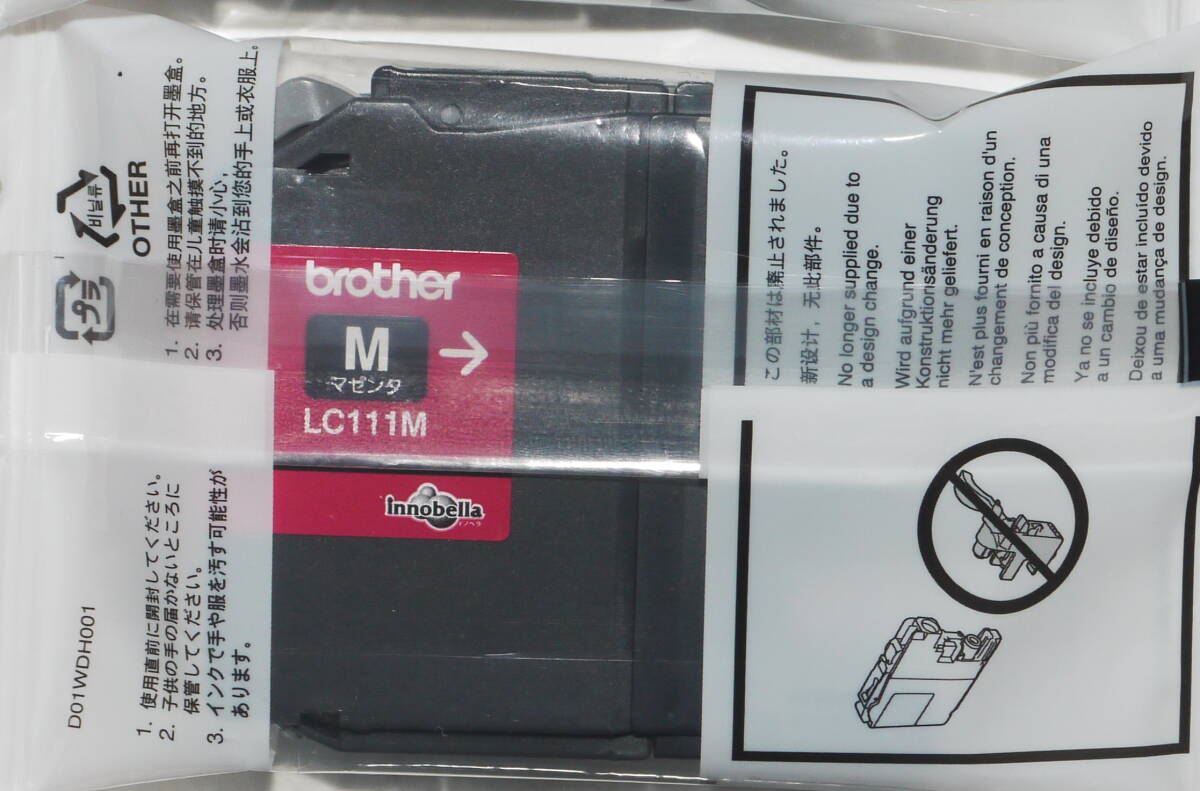 비닐류
OTHER
プラ
1. 在需要使用墨盒之前再打开墨盒。
2. 请保管在儿童触摸不到的地方。
3. 处理墨盒时请小心,
否则墨水会沾到您的手上或衣服上。
D01WDH001
1. 使用直前に開封してください。
2. 子供の手の届かないところに
保管してください。
3. インクで手や服を汚す可能性が
あります。
brother
M
マゼンタ
LC111M
innobella
イノベラ
この部材は廃止されました。
新设计，无此部件。
No longer supplied due to
a design change.
Wird aufgrund einer
Konstruktionsänderung
nicht mehr geliefert.
N'est plus fourni en raison d'un
changement de conception.
Non più fornito a causa di una
modifica del design.
Ya no se incluye debido
a un cambio de diseño.
Deixou de estar incluído devido
a uma mudança de design.